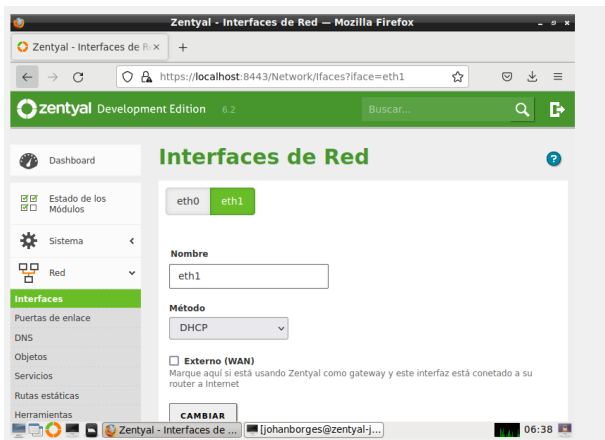 Zentyal - Interfaces de Red — Mozilla Firefox
Zentyal - Interfaces de R
https://localhost:8443/Network/Ifaces?iface=eth1
zentyal Development Edition 6.2
Buscar...
Interfaces de Red
Dashboard
Estado de los
Módulos
Sistema
Red
Interfaces
Puertas de enlace
DNS
Objetos
Servicios
Rutas estáticas
Herramientas
eth0 eth1
Nombre
eth1
Método
DHCP
Externo (WAN)
Marque aquí si está usando Zentyal como gateway y este interfaz está conetado a su
router a Internet
CAMBIAR
Zentyal - Interfaces de ...
[johanborges@zentyal-j...
06:38